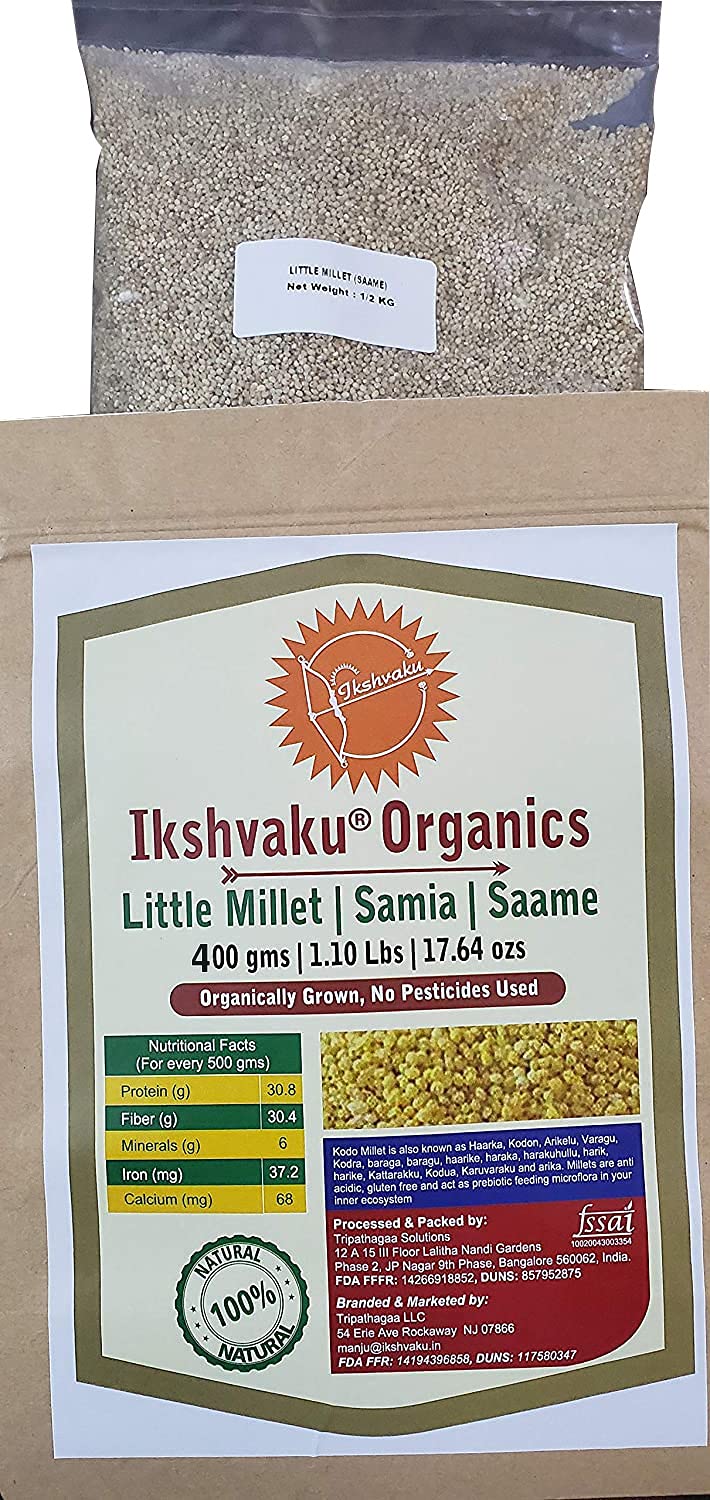 LITTLE MILLET (SAAME)
Net Weight : 1/2 KG
Ikshvaku
Ikshvaku® Organics
Little Millet | Samia | Saame
400 gms | 1.10 Lbs | 17.64 ozs
Organically Grown, No Pesticides Used
Nutritional Facts
(For every 500 gms)
Protein (g) 30.8
Fiber (g) 30.4
Minerals (g) 6
Iron (mg) 37.2
Calcium (mg) 68
NATURAL
100%
NATURAL
Kodo Millet is also known as Haarka, Kodon, Arikelu, Varagu,
Kodra, baraga, baragu, haarike, haraka, harakuhullu, harik,
harike, Kattarakku, Kodua, Karuvaraku and arika. Millets are anti
acidic, gluten free and act as prebiotic feeding microflora in your
inner ecosystem
Processed & Packed by:
Tripathagaa Solutions
12 A 15 III Floor Lalitha Nandi Gardens
Phase 2, JP Nagar 9th Phase, Bangalore 560062, India.
FDA FFFR: 14266918852, DUNS: 857952875
fssai
10020043003354
Branded & Marketed by:
Tripathagaa LLC
54 Erie Ave Rockaway NJ 07866
manju@ikshvaku.in
FDA FFR: 14194396858, DUNS: 117580347